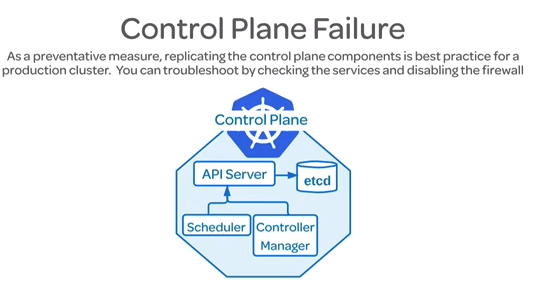 Control Plane Failure
As a preventative measure, replicating the control plane components is best practice for a
production cluster. You can troubleshoot by checking the services and disabling the firewall
Control Plane
API Server
etcd
Scheduler
Controller
Manager